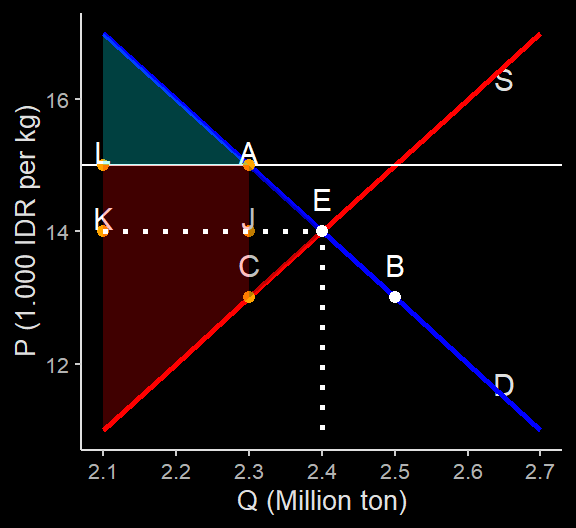 P (1.000 IDR per kg)
16
14
12
S
L
A
E
K
J
C
B
D
2.1 2.2 2.3 2.4 2.5 2.6 2.7
Q (Million ton)